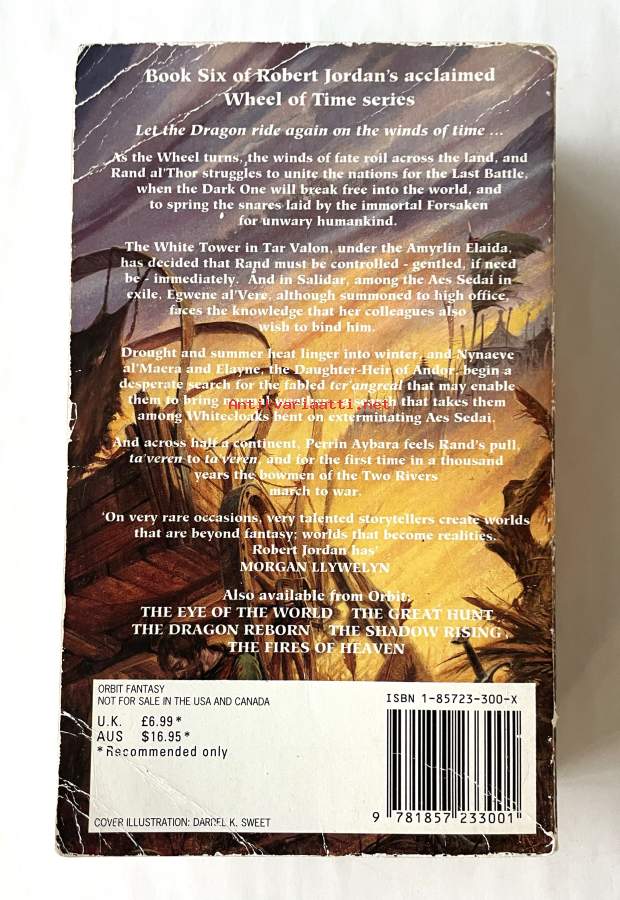 Book Six of Robert Jordan's acclaimed
Wheel of Time series
Let the Dragon ride again on the winds of time ...
As the Wheel turns, the winds of fate roil across the land, and
Rand al'Thor struggles to unite the nations for the Last Battle,
when the Dark One will break free into the world, and
to spring the snares laid by the immortal Forsaken
for unwary humankind.
The White Tower in Tar Valon, under the Amyrlin Elaida,
has decided that Rand must be controlled - gentled, if need
be - immediately. And in Salidar, among the Aes Sedai in
exile, Egwene al'Vere, although summoned to high office,
faces the knowledge that her colleagues also
wish to bind him.
Drought and summer heat linger into winter, and Nynaeve
al'Maera and Elayne, the Daughter-Heir of Andor, begin a
desperate search for the fabled ter'angreal that may enable
them to bring search that takes them
among Whitecloaks bent on exterminating Aes Sedai.
Antikvariaatti.net
And across half a continent, Perrin Aybara feels Rand's pull,
ta'veren to ta'veren, and for the first time in a thousand
years the bowmen of the Two Rivers
march to war.
'On very rare occasions, very talented storytellers create worlds
that are beyond fantasy; worlds that become realities.
Robert Jordan has'
MORGAN LLYWELYN
Also available from Orbit:
THE EYE OF THE WORLD THE GREAT HUNT
THE DRAGON REBORN THE SHADOW RISING
THE FIRES OF HEAVEN
ORBIT FANTASY
NOT FOR SALE IN THE USA AND CANADA
U.K. £6.99*
AUS $16.95*
*Recommended only
COVER ILLUSTRATION: DARREL K. SWEET
ISBN 1-85723-300-X
9 781857 233001